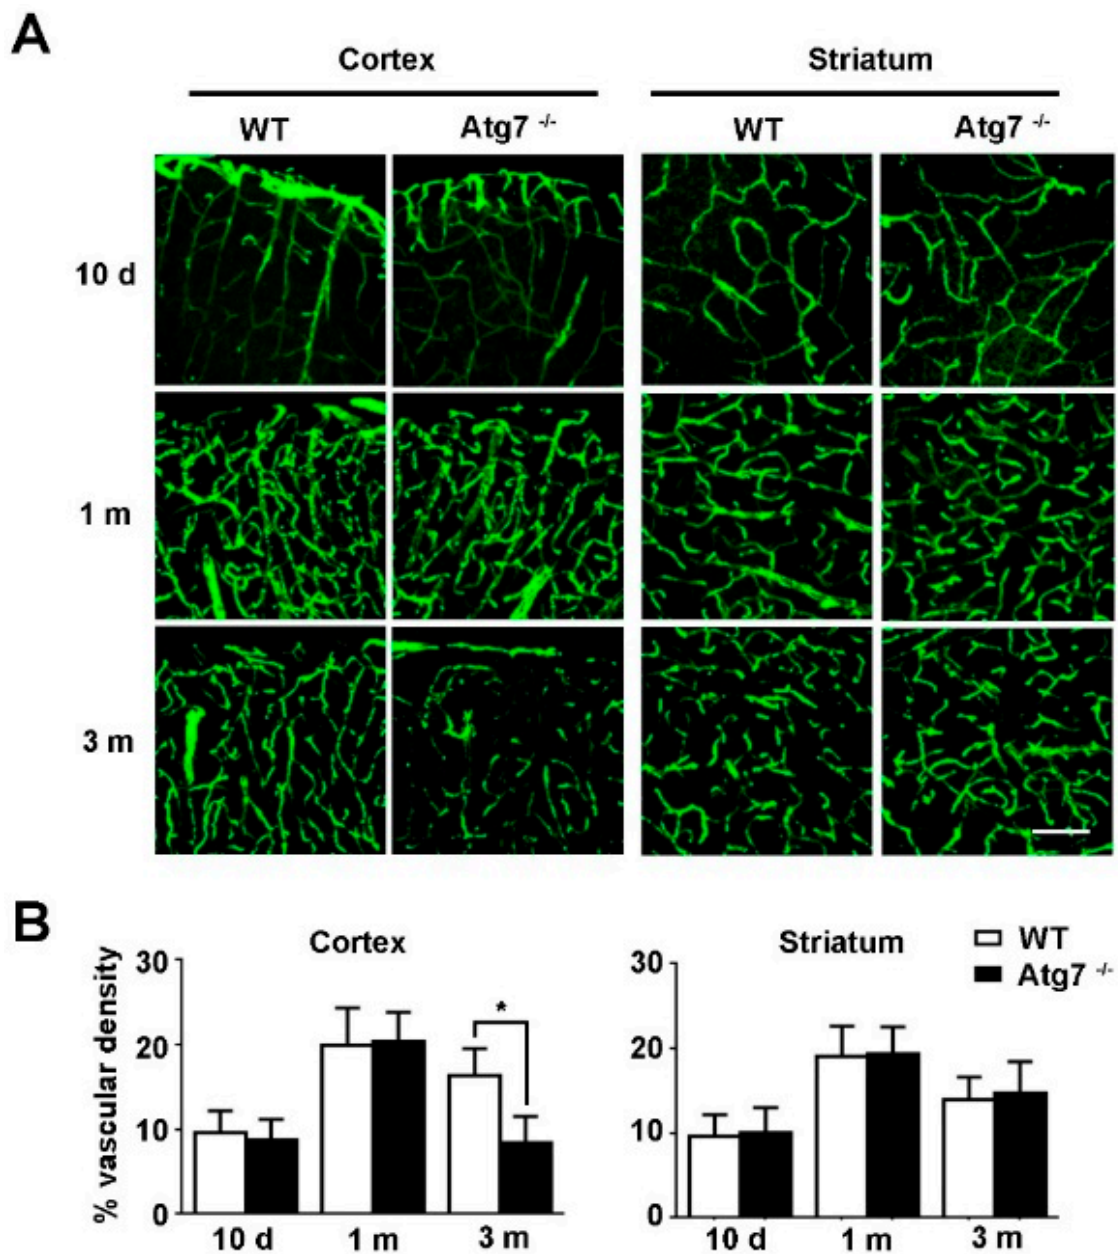 A
Cortex Striatum
WT Atg7 -/- WT Atg7 -/-
10 d
1 m
3 m
B
Cortex Striatum
WT
Atg7 -/-
% vascular density
30
20
10
0
*
10 d 1 m 3 m
30
20
10
0
10 d 1 m 3 m